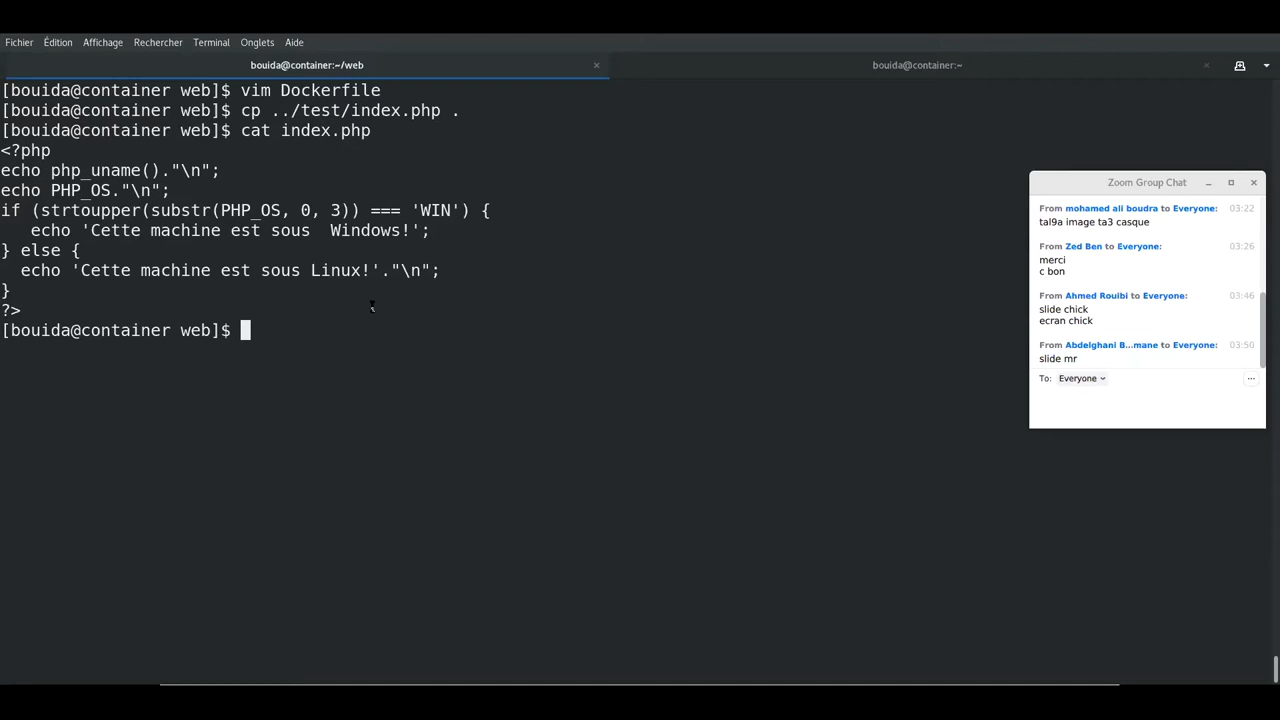 Fichier Édition Affichage Rechercher Terminal Onglets Aide
bouida@container:~/web
bouida@container:~
[bouida@container web]$ vim Dockerfile
[bouida@container web]$ cp ../test/index.php .
[bouida@container web]$ cat index.php
<?php
echo php_uname()."\n";
echo PHP_OS."\n";
if (strtoupper(substr(PHP_OS, 0, 3)) === 'WIN') {
   echo 'Cette machine est sous  Windows!';
} else {
  echo 'Cette machine est sous Linux!'."\n";
}
?>
[bouida@container web]$
Zoom Group Chat
From mohamed ali boudra to Everyone: 03:22
tal9a image ta3 casque
From Zed Ben to Everyone: 03:26
merci
c bon
From Ahmed Rouibi to Everyone: 03:46
slide chick
ecran chick
From Abdelghani B...mane to Everyone: 03:50
slide mr
To: Everyone